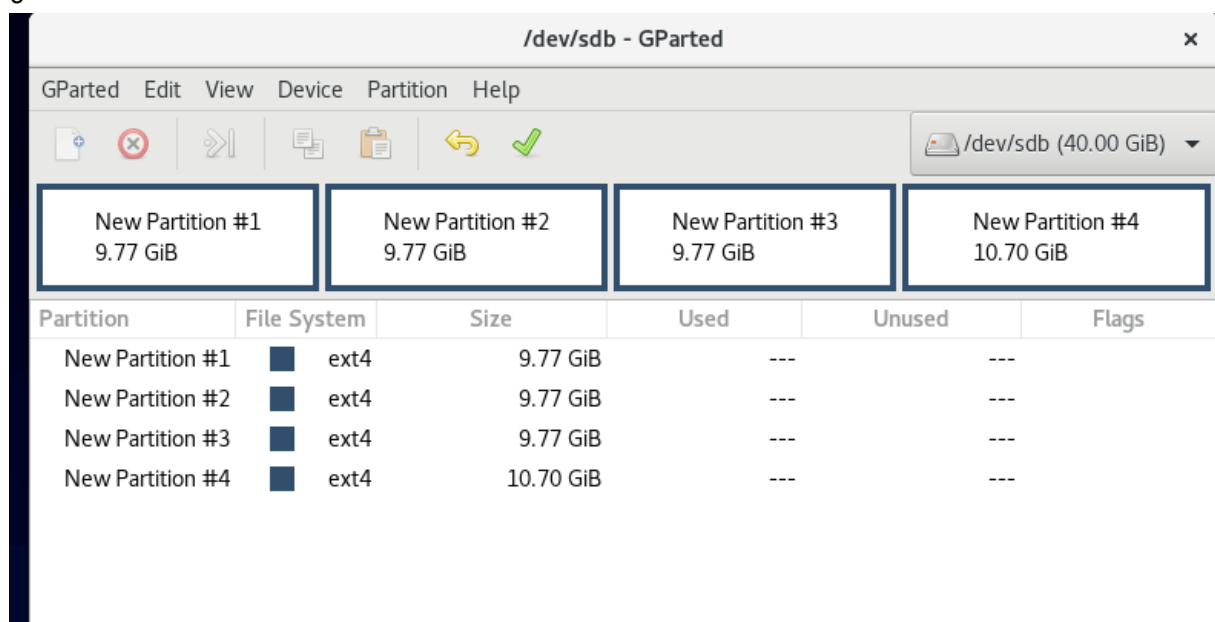 /dev/sdb - GParted ×
GParted Edit View Device Partition Help
/dev/sdb (40.00 GiB)
New Partition #1 New Partition #2 New Partition #3 New Partition #4
9.77 GiB 9.77 GiB 9.77 GiB 10.70 GiB
Partition File System Size Used Unused Flags
New Partition #1 ext4 9.77 GiB --- ---
New Partition #2 ext4 9.77 GiB --- ---
New Partition #3 ext4 9.77 GiB --- ---
New Partition #4 ext4 10.70 GiB --- ---